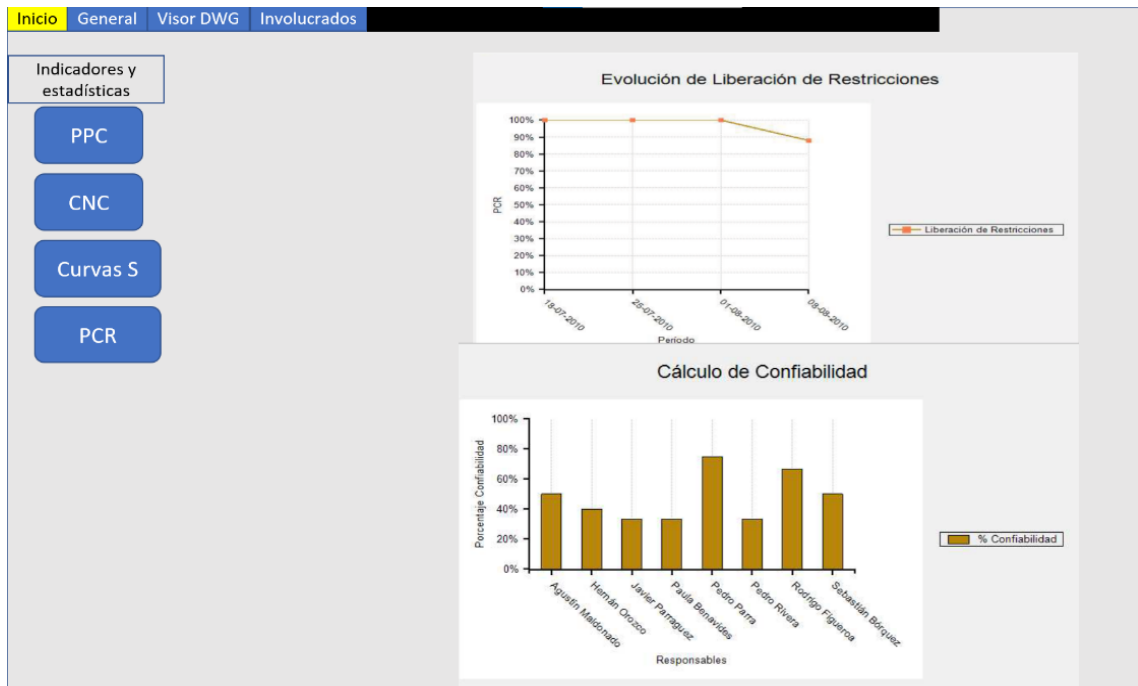 Inicio General Visor DWG Involucrados
Indicadores y
estadísticas
PPC
CNC
Curvas S
PCR
Evolución de Liberación de Restricciones
100%
90%
80%
70%
60%
50%
40%
30%
20%
10%
0%
PCR
18-07-2010
25-07-2010
01-08-2010
08-08-2010
Período
Liberación de Restricciones
Cálculo de Confiabilidad
100%
80%
60%
40%
20%
0%
Porcentaje Confiabilidad
Agustín Maldonado
Hernán Orozco
Javier Parraguez
Paula Benavides
Pedro Parra
Pedro Rivera
Rodrigo Figueroa
Sebastián Bórquez
Responsables
% Confiabilidad